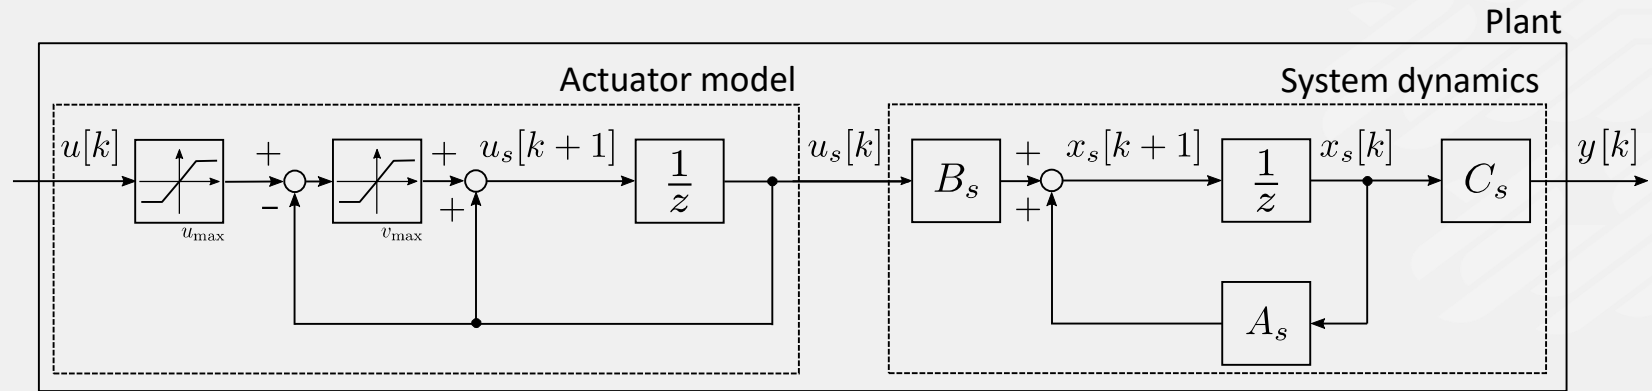 Plant
Actuator model
System dynamics
u[k]
+
-
+
+
u_s[k + 1]
1/z
u_s[k]
B_s
+
+
x_s[k + 1]
1/z
x_s[k]
C_s
y[k]
u_max
v_max
A_s